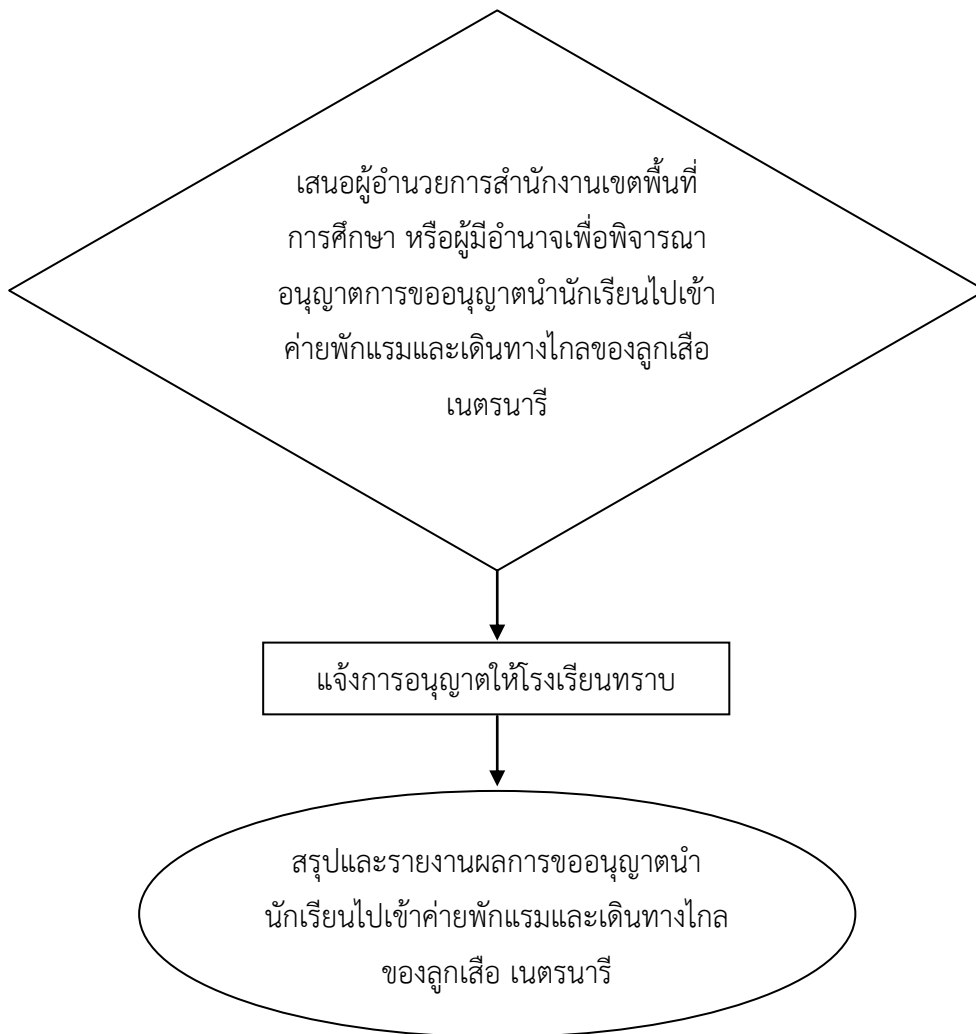 เสนอผู้อำนวยการสำนักงานเขตพื้นที่
การศึกษา หรือผู้มีอำนาจเพื่อพิจารณา
อนุญาตการขออนุญาตนำนักเรียนไปเข้า
ค่ายพักแรมและเดินทางไกลของลูกเสือ
เนตรนารี
แจ้งการอนุญาตให้โรงเรียนทราบ
สรุปและรายงานผลการขออนุญาตนำ
นักเรียนไปเข้าค่ายพักแรมและเดินทางไกล
ของลูกเสือ เนตรนารี